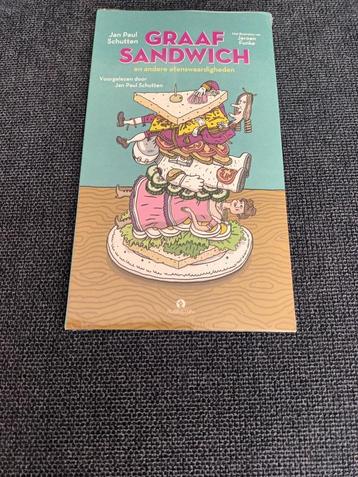 Jan Paul
Schutten
GRAAF
SANDWICH
en andere etenswaardigheden
Met illustraties van
Jeroen
Funke
Voorgelezen door
Jan Paul Schutten